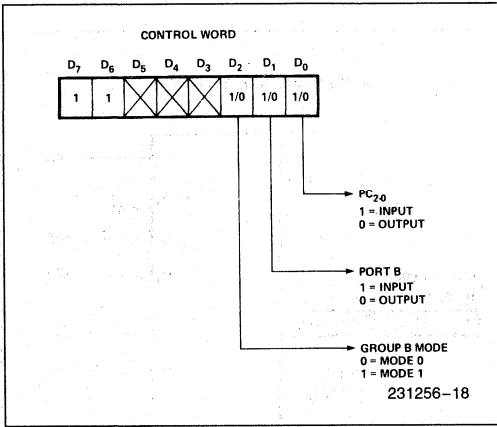 CONTROL WORD
D7 D6 D5 D4 D3 D2 D1 D0
1 1 1/0 1/0 1/0
PC2-0
1 = INPUT
0 = OUTPUT
PORT B
1 = INPUT
0 = OUTPUT
GROUP B MODE
0 = MODE 0
1 = MODE 1
231256–18